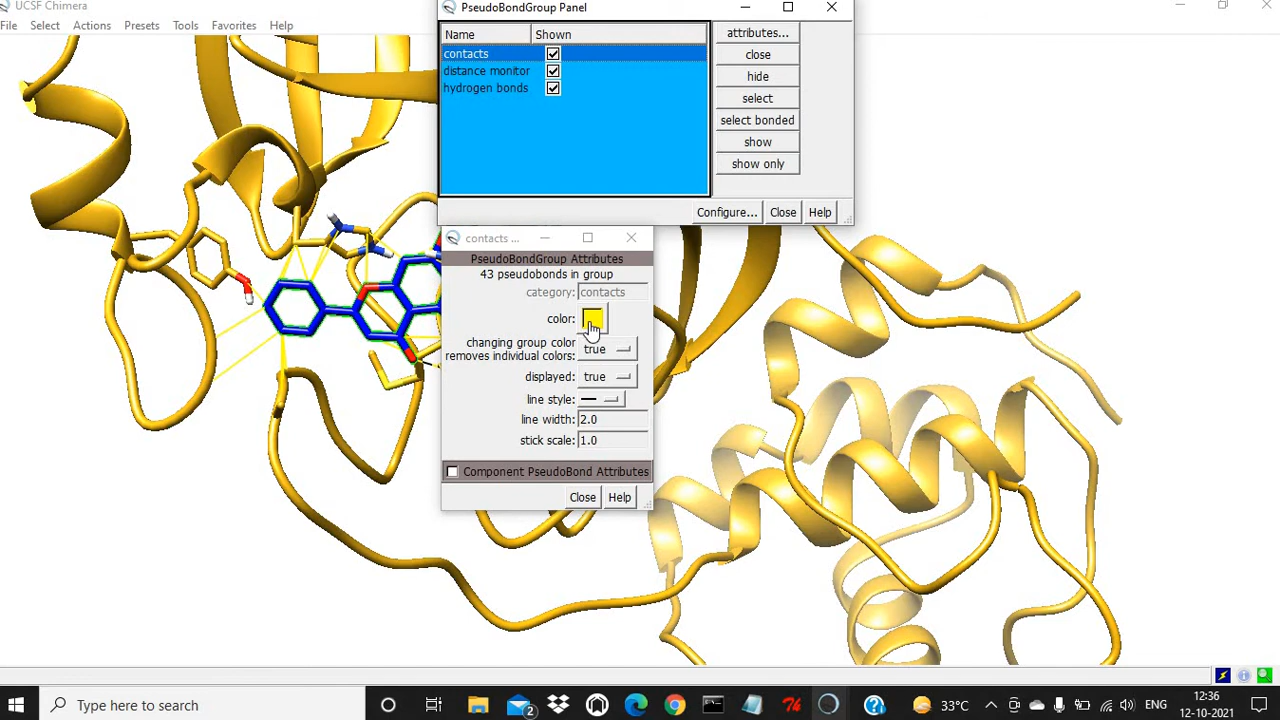 UCSF Chimera
File Select Actions Presets Tools Favorites Help
PseudoBondGroup Panel
Name Shown
contacts
distance monitor
hydrogen bonds
attributes...
close
hide
select
select bonded
show
show only
Configure... Close Help
contacts ...
PseudoBondGroup Attributes
43 pseudobonds in group
category: contacts
color:
changing group color
removes individual colors: true
displayed: true
line style:
line width: 2.0
stick scale: 1.0
Component PseudoBond Attributes
Close Help
Type here to search
2
33°C
ENG
12:36
12-10-2021